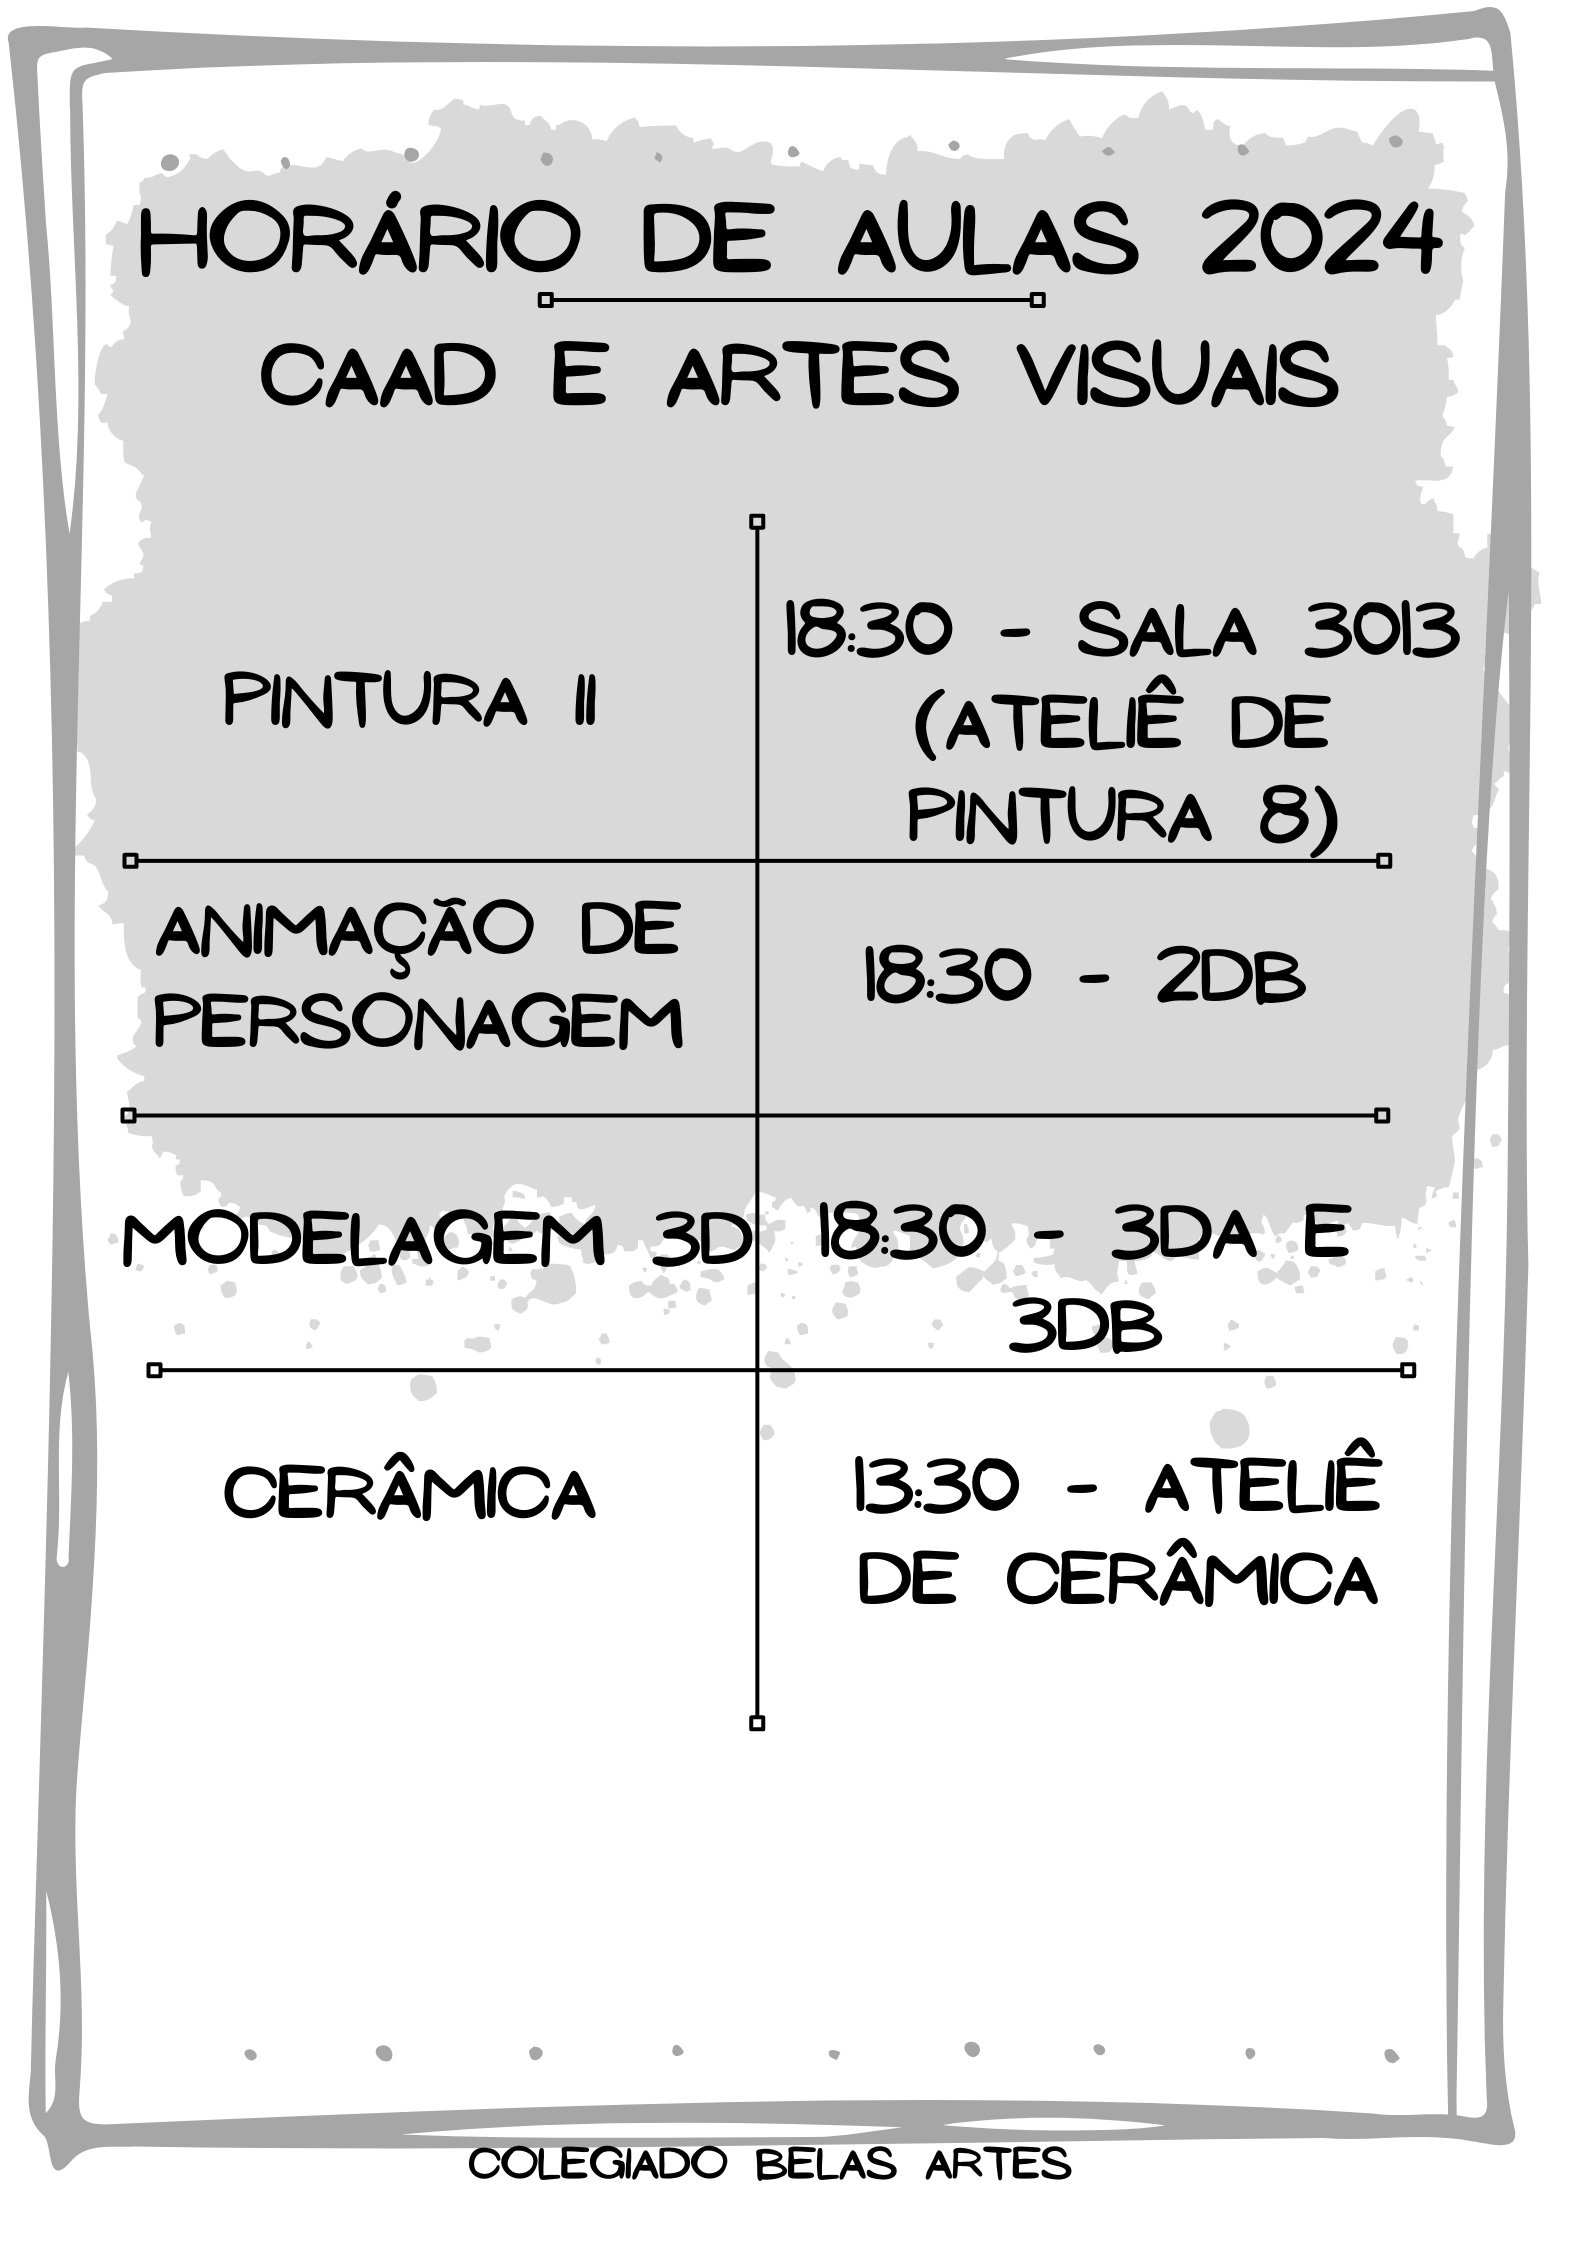 HORÁRIO DE AULAS 2024
CAAD E ARTES VISUAIS
PINTURA II
18:30 - SALA 3013
(ATELIÊ DE
PINTURA 8)
ANIMAÇÃO DE
PERSONAGEM
18:30 - 2DB
MODELAGEM 3D
18:30 - 3DA E
3DB
CERÂMICA
13:30 - ATELIÊ
DE CERÂMICA
COLEGIADO BELAS ARTES